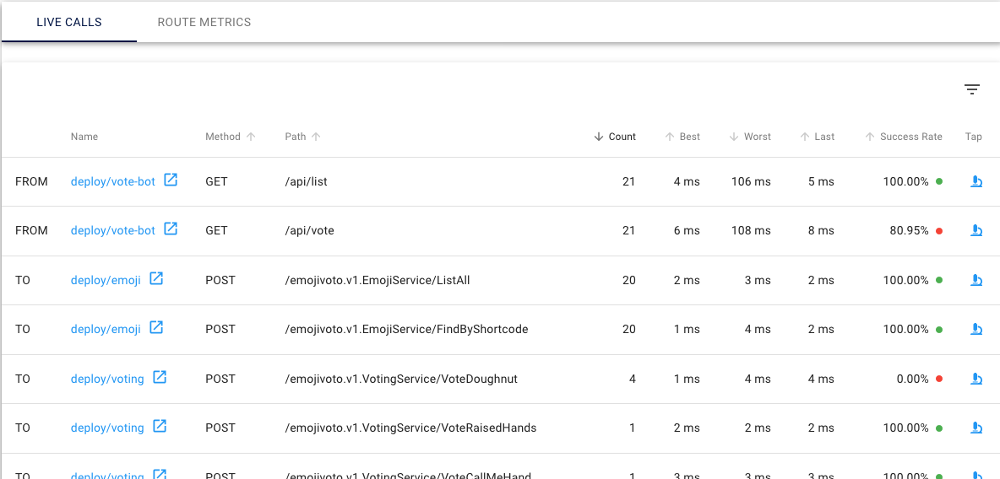 LIVE CALLS ROUTE METRICS
Name Method Path Count Best Worst Last Success Rate Tap
FROM deploy/vote-bot GET /api/list 21 4 ms 106 ms 5 ms 100.00%
FROM deploy/vote-bot GET /api/vote 21 6 ms 108 ms 8 ms 80.95%
TO deploy/emoji POST /emojivoto.v1.EmojiService/ListAll 20 2 ms 3 ms 2 ms 100.00%
TO deploy/emoji POST /emojivoto.v1.EmojiService/FindByShortcode 20 1 ms 4 ms 2 ms 100.00%
TO deploy/voting POST /emojivoto.v1.VotingService/VoteDoughnut 4 1 ms 4 ms 4 ms 0.00%
TO deploy/voting POST /emojivoto.v1.VotingService/VoteRaisedHands 1 2 ms 2 ms 2 ms 100.00%
TO deploy/voting POST /emojivoto.v1.VotingService/VoteCallMeHand 1 3 ms 3 ms 3 ms 100.00%